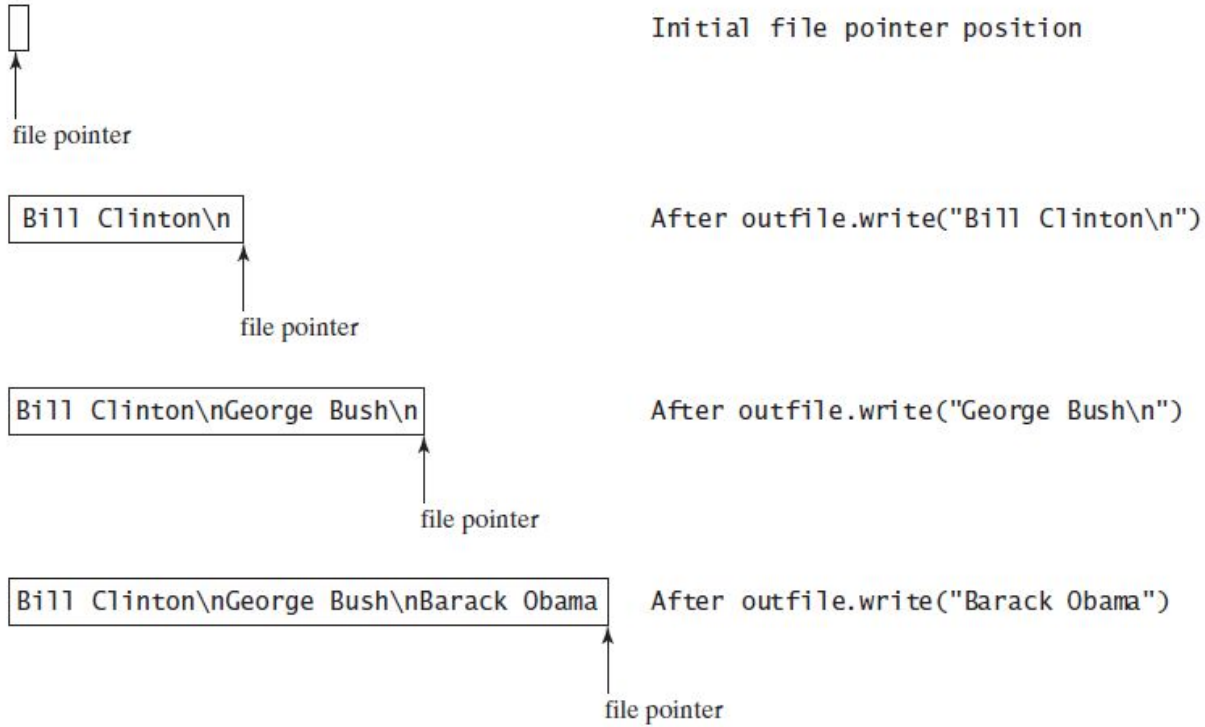 Initial file pointer position
file pointer
Bill Clinton\n After outfile.write("Bill Clinton\n")
file pointer
Bill Clinton\nGeorge Bush\n After outfile.write("George Bush\n")
file pointer
Bill Clinton\nGeorge Bush\nBarack Obama After outfile.write("Barack Obama")
file pointer